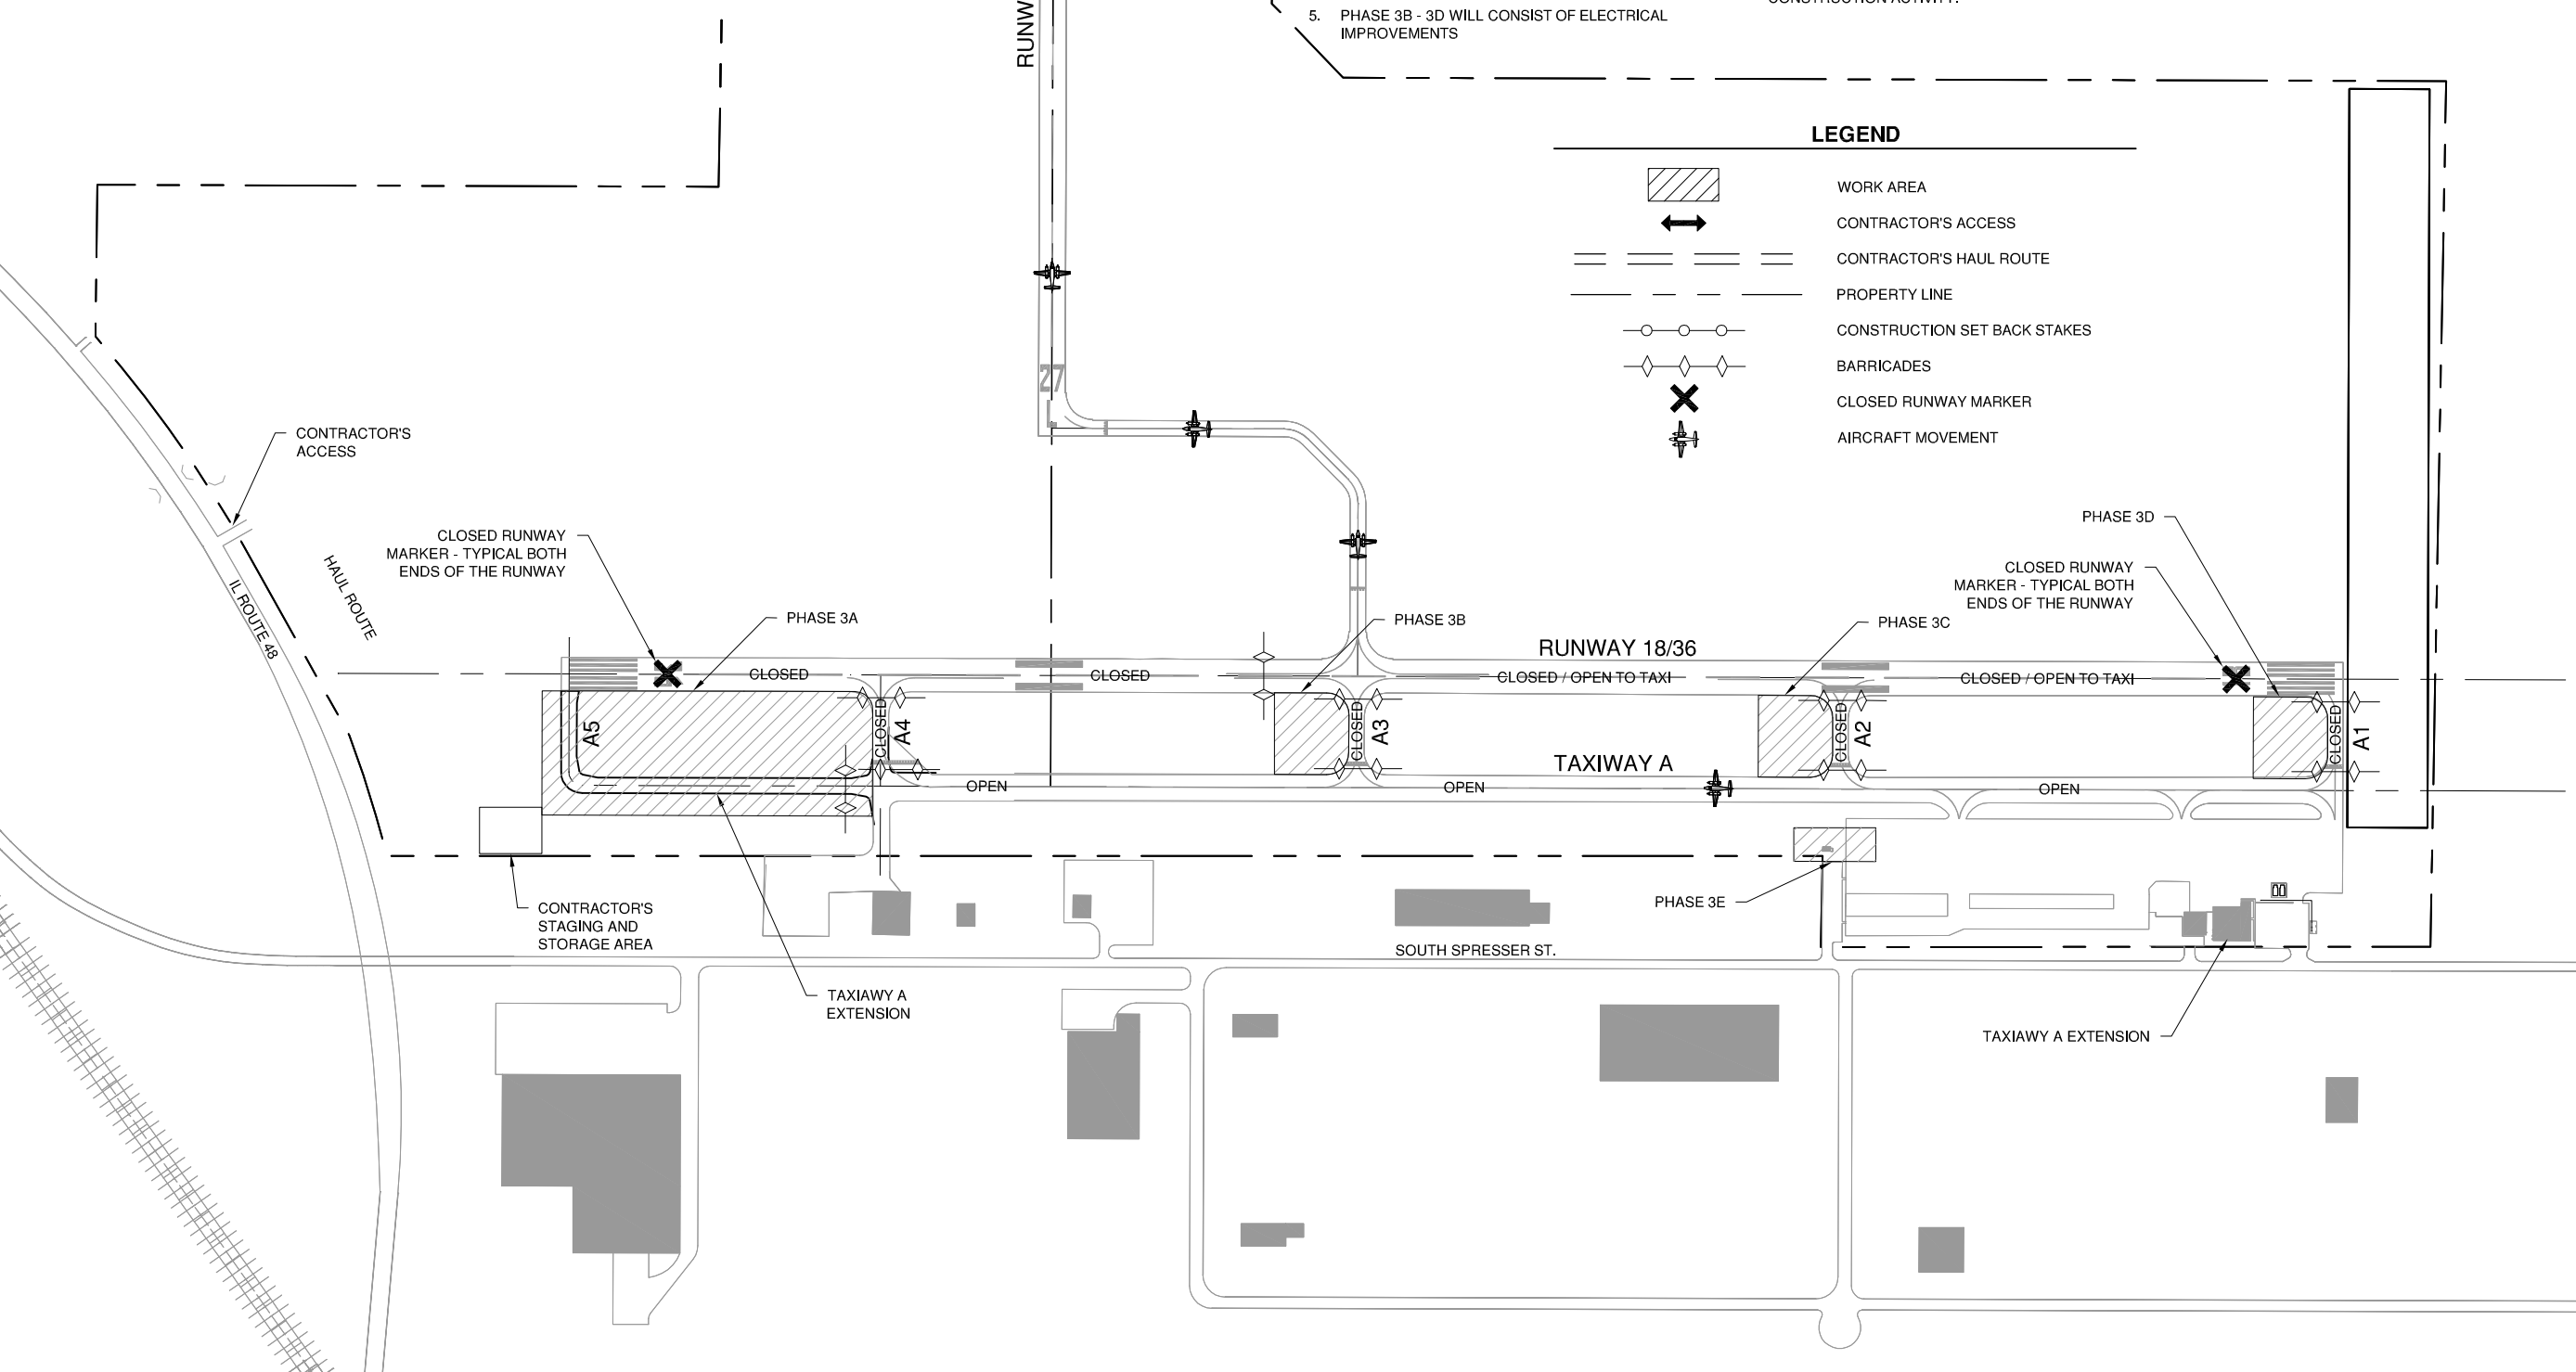 5. PHASE 3B - 3D WILL CONSIST OF ELECTRICAL
IMPROVEMENTS
LEGEND
WORK AREA
CONTRACTOR'S ACCESS
CONTRACTOR'S HAUL ROUTE
PROPERTY LINE
CONSTRUCTION SET BACK STAKES
BARRICADES
CLOSED RUNWAY MARKER
AIRCRAFT MOVEMENT
27
CONTRACTOR'S
ACCESS
CLOSED RUNWAY
MARKER - TYPICAL BOTH
ENDS OF THE RUNWAY
HAUL ROUTE
IL ROUTE 48
PHASE 3A
PHASE 3B
PHASE 3C
PHASE 3D
CLOSED RUNWAY
MARKER - TYPICAL BOTH
ENDS OF THE RUNWAY
RUNWAY 18/36
CLOSED
CLOSED
CLOSED / OPEN TO TAXI
CLOSED / OPEN TO TAXI
A5
CLOSED
A4
CLOSED
A3
CLOSED
A2
CLOSED
A1
TAXIWAY A
OPEN
OPEN
OPEN
CONTRACTOR'S
STAGING AND
STORAGE AREA
PHASE 3E
SOUTH SPRESSER ST.
TAXIAWY A
EXTENSION
TAXIAWY A EXTENSION